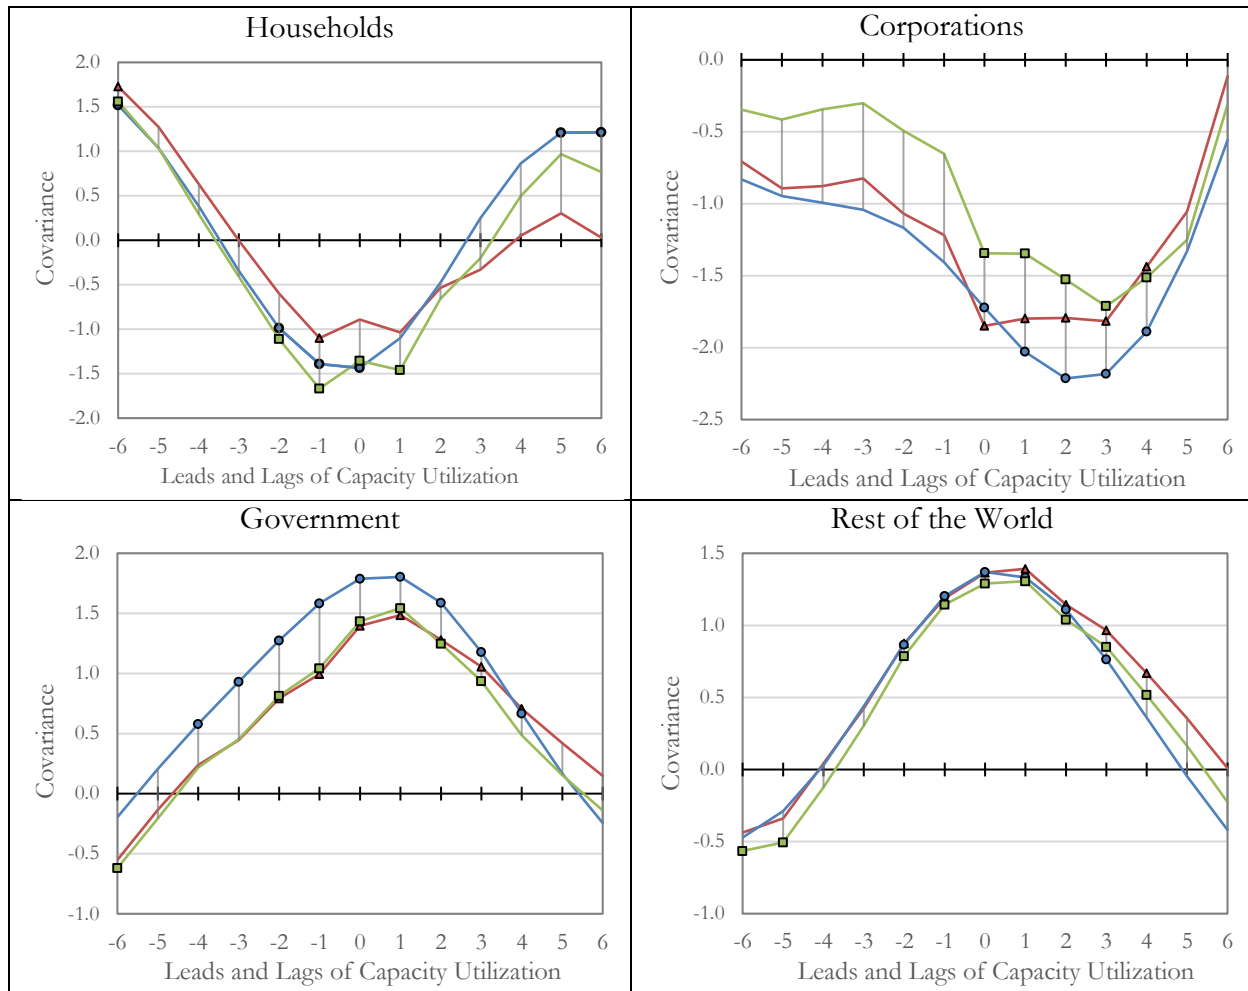 Households
2.0
1.5
1.0
0.5
0.0
-0.5
-1.0
-1.5
-2.0
Covariance
-6 -5 -4 -3 -2 -1 0 1 2 3 4 5 6
Leads and Lags of Capacity Utilization
Corporations
0.0
-0.5
-1.0
-1.5
-2.0
-2.5
Covariance
-6 -5 -4 -3 -2 -1 0 1 2 3 4 5 6
Leads and Lags of Capacity Utilization
Government
2.0
1.5
1.0
0.5
0.0
-0.5
-1.0
Covariance
-6 -5 -4 -3 -2 -1 0 1 2 3 4 5 6
Leads and Lags of Capacity Utilization
Rest of the World
1.5
1.0
0.5
0.0
-0.5
-1.0
Covariance
-6 -5 -4 -3 -2 -1 0 1 2 3 4 5 6
Leads and Lags of Capacity Utilization